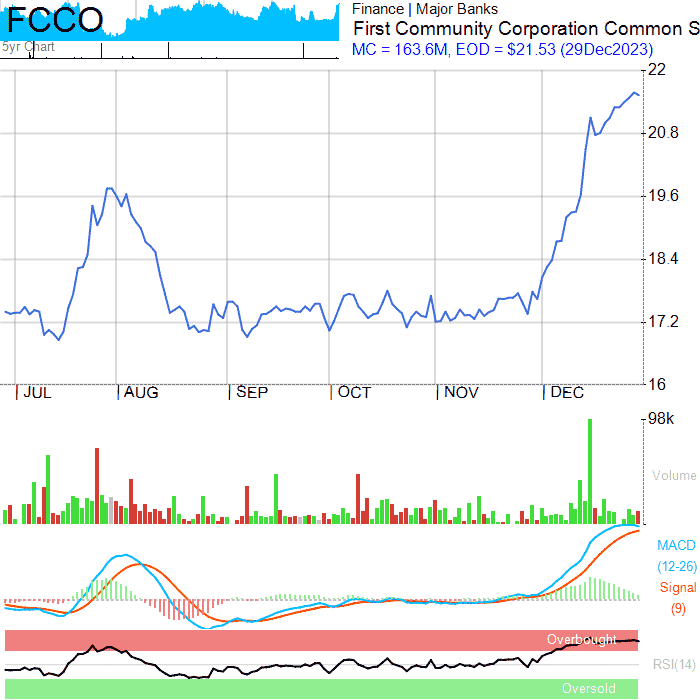 FCCO
5yr Chart
Finance | Major Banks
First Community Corporation Common S
MC = 163.6M, EOD = $21.53 (29Dec2023)
22
20.8
19.6
18.4
17.2
16
JUL AUG SEP OCT NOV DEC
98k
Volume
MACD
(12-26)
Signal
(9)
Overbought
RSI(14)
Oversold